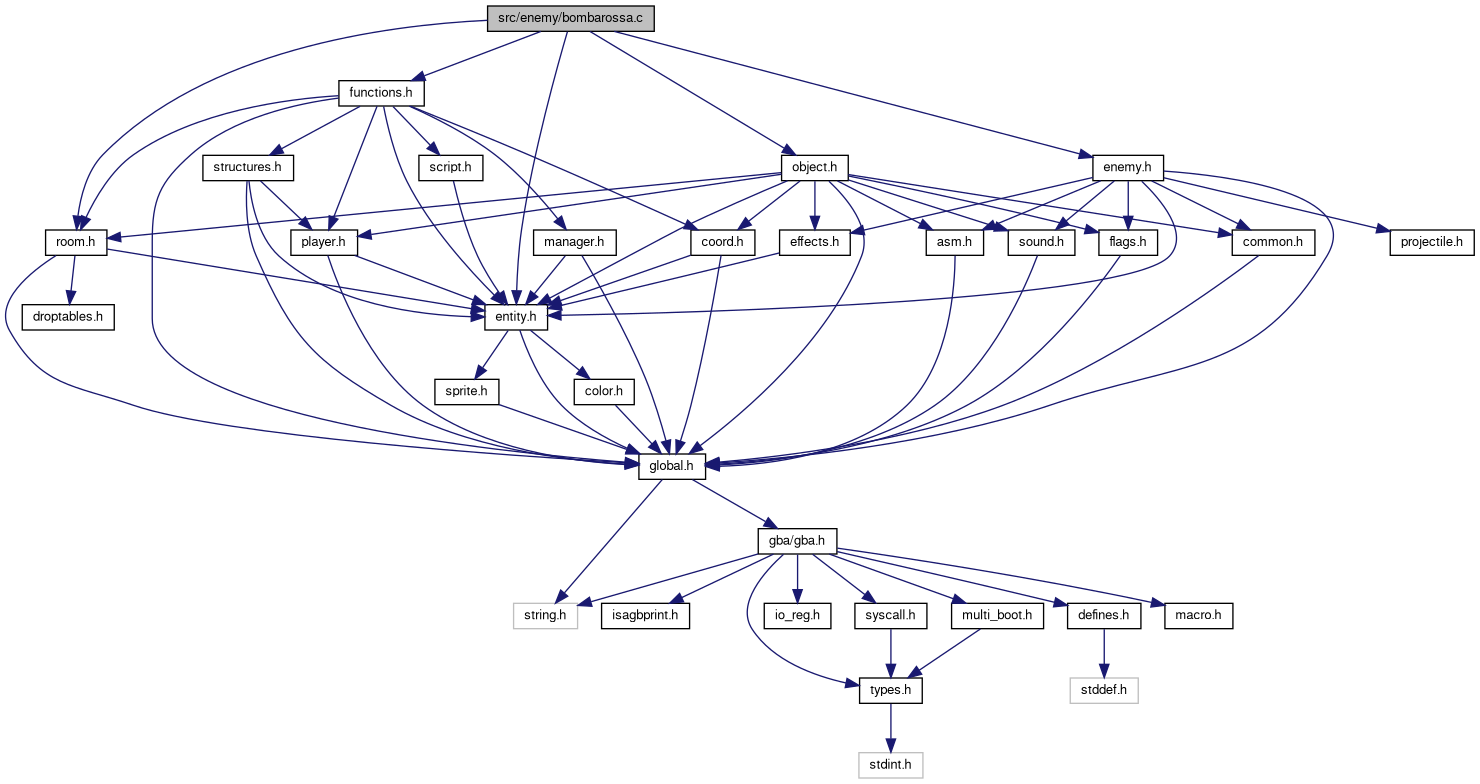 src/enemy/bombarossa.c
functions.h
structures.h
script.h
object.h
enemy.h
room.h
player.h
manager.h
coord.h
effects.h
asm.h
sound.h
flags.h
common.h
projectile.h
droptables.h
entity.h
sprite.h
color.h
global.h
gba/gba.h
string.h
isagbprint.h
io_reg.h
syscall.h
multi_boot.h
defines.h
macro.h
types.h
stddef.h
stdint.h